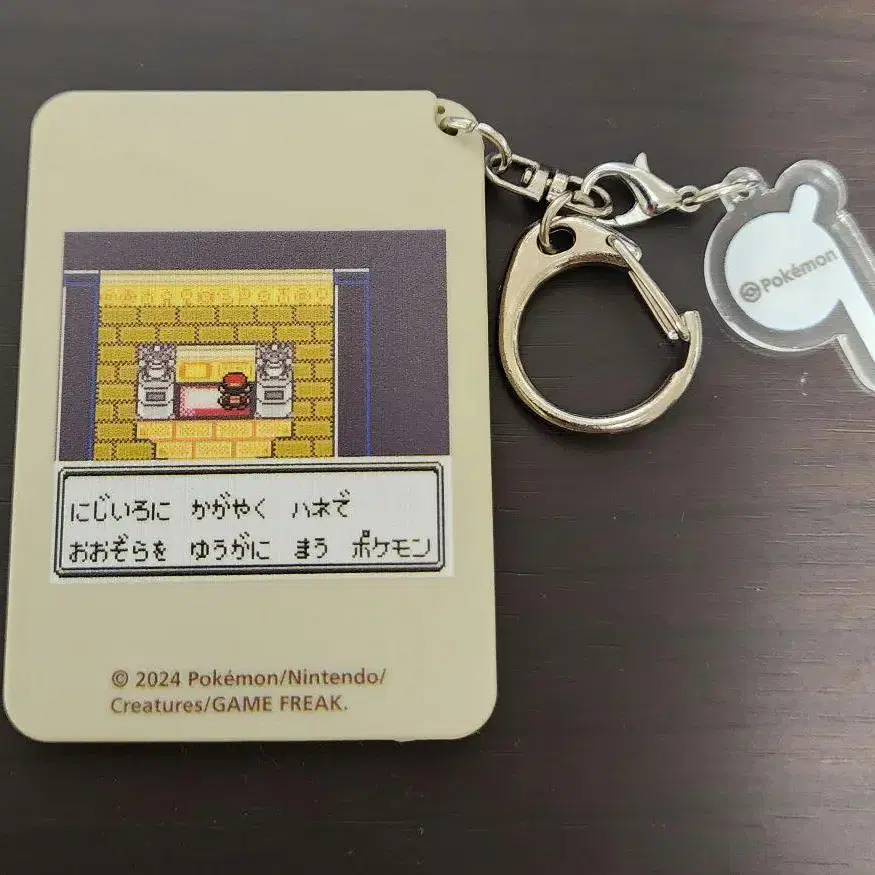 にじいろに かがやく ハネで
おおぞらを ゆうがに まう ポケモン
© 2024 Pokémon/Nintendo/
Creatures/GAME FREAK.
Pokémon